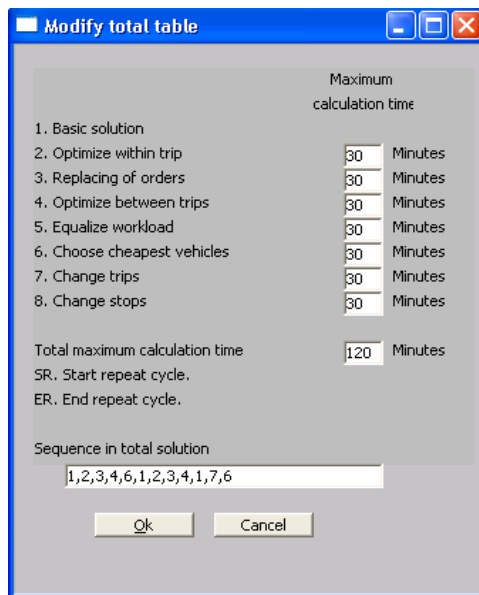 Modify total table
Maximum
calculation time
1. Basic solution
2. Optimize within trip 30 Minutes
3. Replacing of orders 30 Minutes
4. Optimize between trips 30 Minutes
5. Equalize workload 30 Minutes
6. Choose cheapest vehicles 30 Minutes
7. Change trips 30 Minutes
8. Change stops 30 Minutes
Total maximum calculation time 120 Minutes
SR. Start repeat cycle.
ER. End repeat cycle.
Sequence in total solution
1,2,3,4,6,1,2,3,4,1,7,6
Ok Cancel